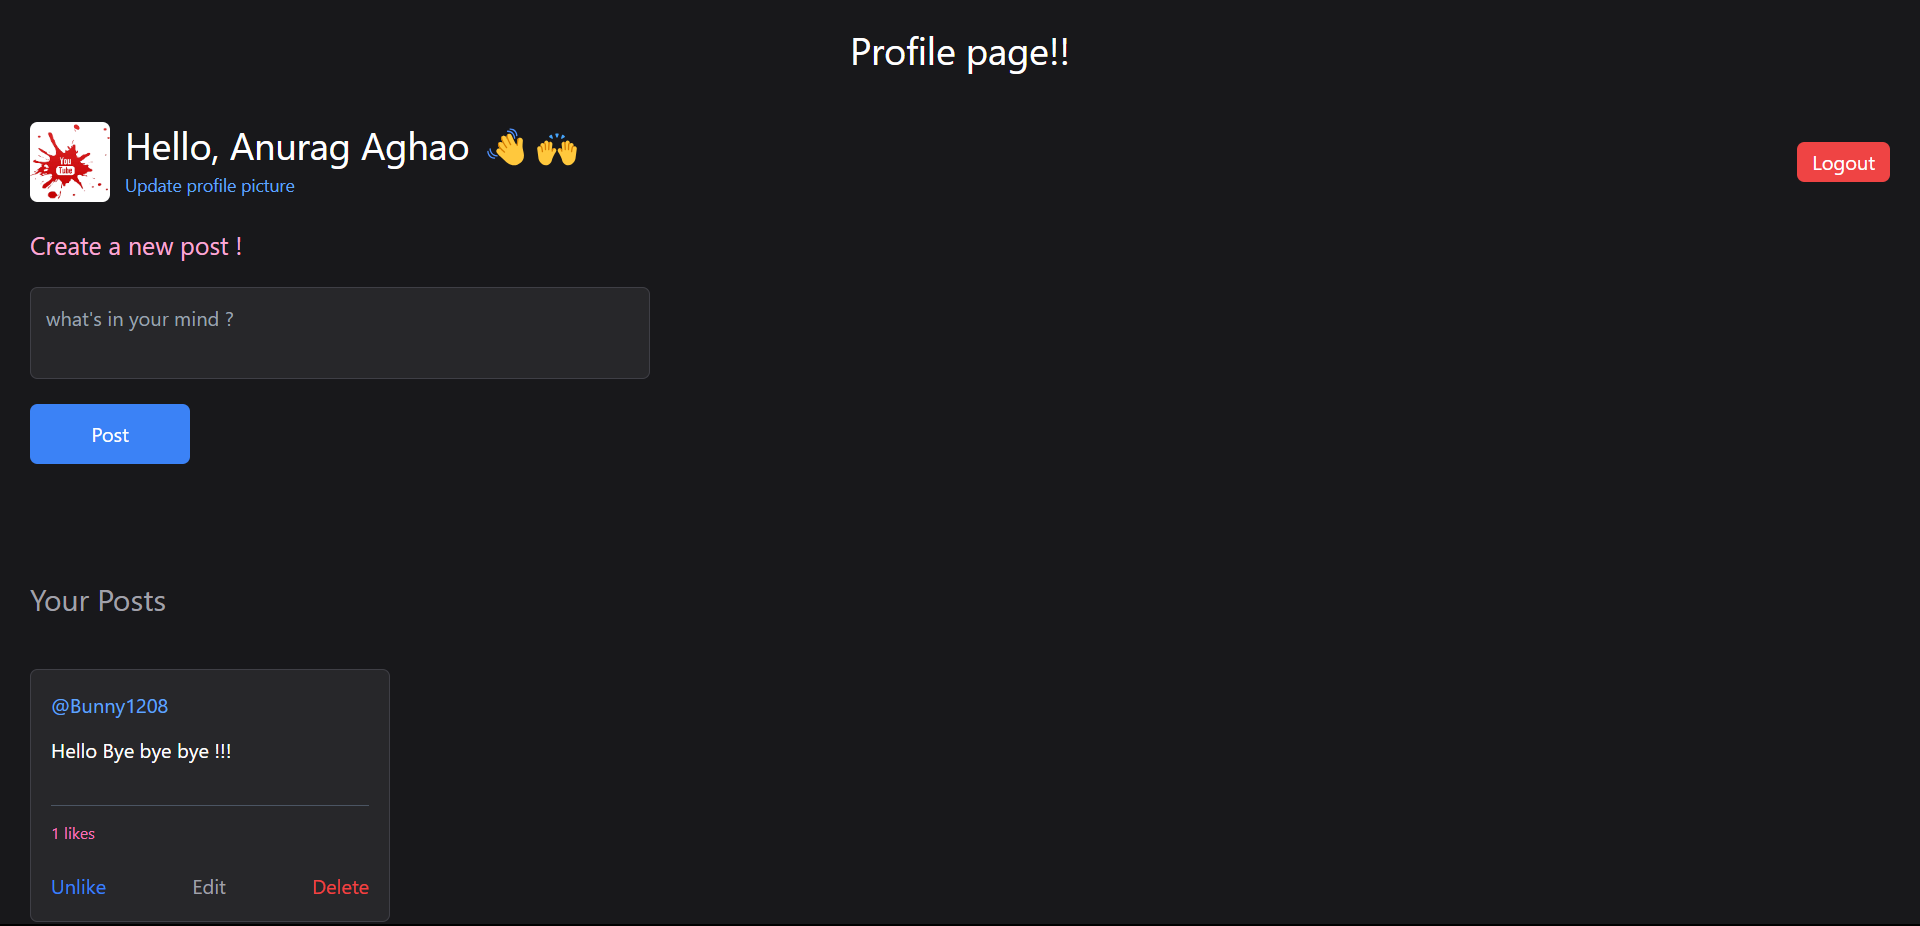 Profile page!!
You
Tube
Hello, Anurag Aghao 👋 🙌
Update profile picture
Logout
Create a new post !
what's in your mind ?
Post
Your Posts
@Bunny1208
Hello Bye bye bye !!!
1 likes
Unlike Edit Delete